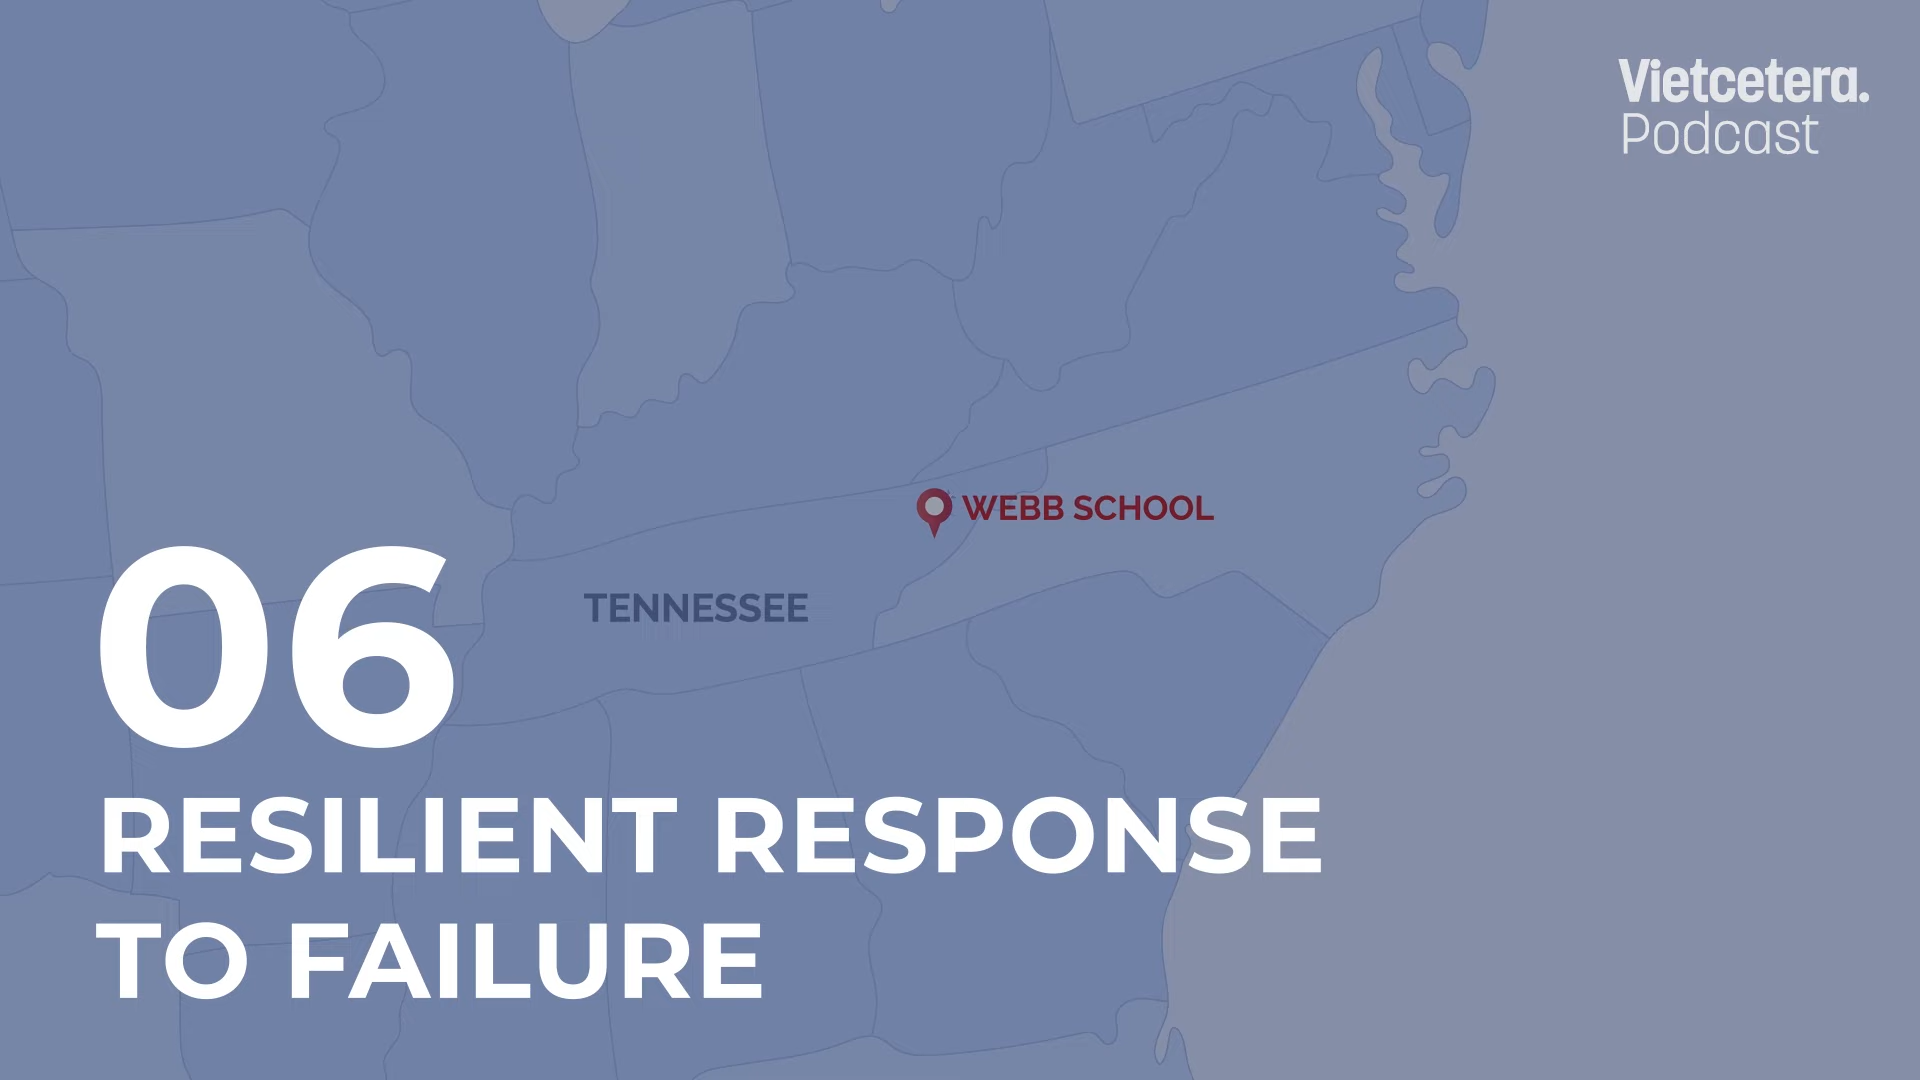 Vietcetera.
Podcast
WEBB SCHOOL
TENNESSEE
06
RESILIENT RESPONSE
TO FAILURE